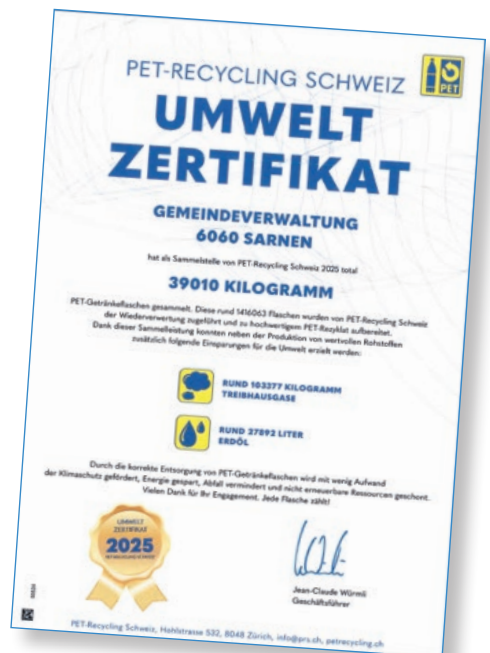 PET-RECYCLING SCHWEIZ
PET
UMWELT
ZERTIFIKAT
GEMEINDEVERWALTUNG
6060 SARNEN
hat als Sammelstelle von PET-Recycling Schweiz 2025 total
39010 KILOGRAMM
PET-Getränkeflaschen gesammelt. Diese rund 1416063 Flaschen wurden von PET-Recycling Schweiz
der Wiederverwertung zugeführt und zu hochwertigem PET-Rezyklat aufbereitet.
Dank dieser Sammelleistung konnten neben der Produktion von wertvollen Rohstoffen
zusätzlich folgende Einsparungen für die Umwelt erzielt werden:
RUND 103377 KILOGRAMM
TREIBHAUSGASE
RUND 27892 LITER
ERDÖL
Durch die korrekte Entsorgung von PET-Getränkeflaschen wird mit wenig Aufwand
der Klimaschutz gefördert, Energie gespart, Abfall vermindert und nicht erneuerbare Ressourcen geschont.
Vielen Dank für Ihr Engagement. Jede Flasche zählt!
UMWELT
ZERTIFIKAT
2025
Jean-Claude Würmli
Geschäftsführer
PET-Recycling Schweiz, Hohlstrasse 532, 8048 Zürich, info@prs.ch, petrecycling.ch